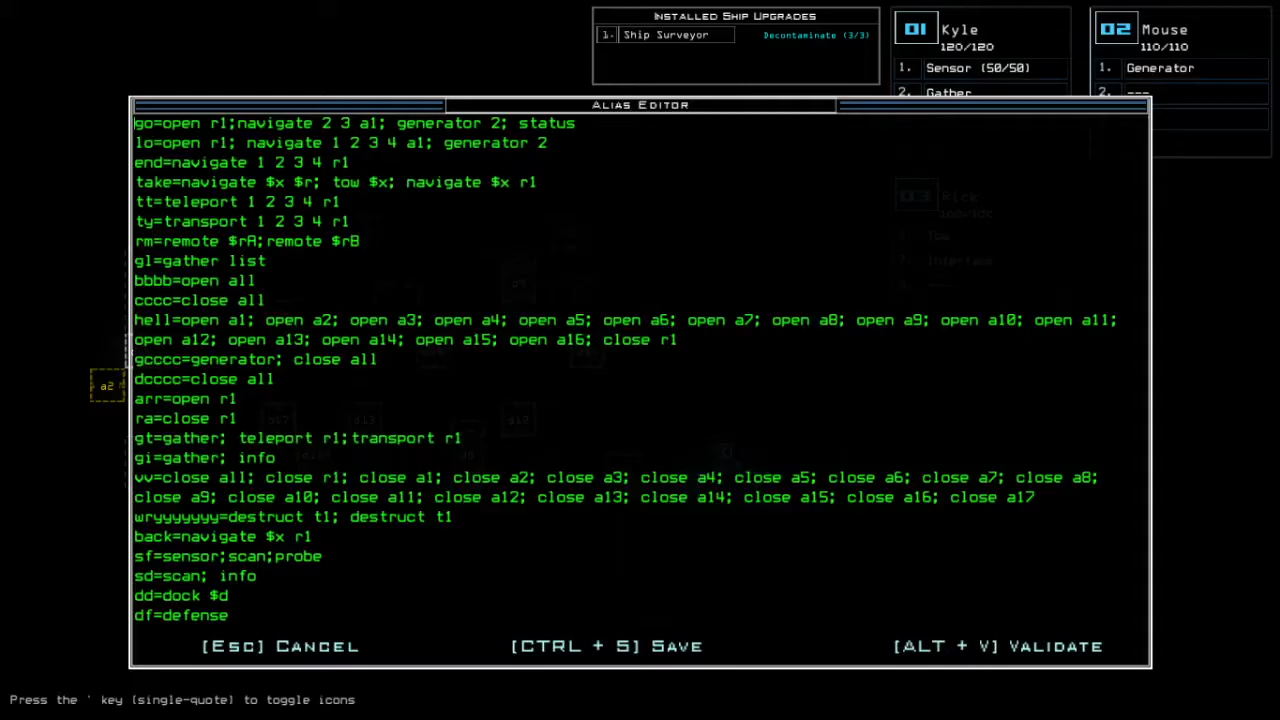 Installed Ship Upgrades
1. Ship Surveyor Decontaminate (3/3)
01 Kyle
120/120
1. Sensor (50/50)
2. Gather
02 Mouse
110/110
1. Generator
2. ---
Alias Editor
go=open r1;navigate 2 3 a1; generator 2; status
lo=open r1; navigate 1 2 3 4 a1; generator 2
end=navigate 1 2 3 4 r1
take=navigate $x $r; tow $x; navigate $x r1
tt=teleport 1 2 3 4 r1
ty=transport 1 2 3 4 r1
rm=remote $rA;remote $rB
gl=gather list
bbbb=open all
cccc=close all
hell=open a1; open a2; open a3; open a4; open a5; open a6; open a7; open a8; open a9; open a10; open a11;
open a12; open a13; open a14; open a15; open a16; close r1
gcccc=generator; close all
dcccc=close all
arr=open r1
ra=close r1
gt=gather; teleport r1;transport r1
gi=gather; info
vv=close all; close r1; close a1; close a2; close a3; close a4; close a5; close a6; close a7; close a8;
close a9; close a10; close a11; close a12; close a13; close a14; close a15; close a16; close a17
wryyyyyyy=destruct t1; destruct t1
back=navigate $x r1
sf=sensor;scan;probe
sd=scan; info
dd=dock $d
df=defense
[Esc] Cancel [CTRL + S] Save [ALT + V] Validate
a2
03 Rick
Tow
Interface
Press the ' key (single-quote) to toggle icons